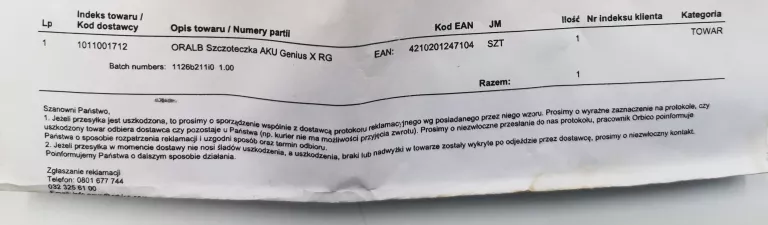 Lp Indeks towaru / Kod dostawcy Opis towaru / Numery partii Kod EAN JM Ilość Nr indeksu klienta Kategoria
1 1011001712 ORALB Szczoteczka AKU Genius X RG EAN: 4210201247104 SZT 1 TOWAR
Batch numbers: 1126b211i0 1.00
Razem: 1
Szanowni Państwo,
1. Jeżeli przesyłka jest uszkodzona, to prosimy o sporządzenie wspólnie z dostawcą protokołu reklamacyjnego wg posiadanego przez niego wzoru. Prosimy o wyraźne zaznaczenie na protokole, czy
uszkodzony towar odbiera dostawca czy pozostaje u Państwa (np. kurier nie ma możliwości przyjęcia zwrotu). Prosimy o niezwłoczne przesłanie do nas protokołu, pracownik Orbico poinformuje
Państwa o sposobie rozpatrzenia reklamacji i uzgodni sposób oraz termin odbioru.
2. Jeżeli przesyłka w momencie dostawy nie nosi śladów uszkodzenia, a uszkodzenia, braki lub nadwyżki w towarze zostały wykryte po odjeździe przez dostawcę, prosimy o niezwłoczny kontakt.
Poinformujemy Państwa o dalszym sposobie działania.
Zgłaszanie reklamacji
Telefon: 0801 677 744
032 325 61 00